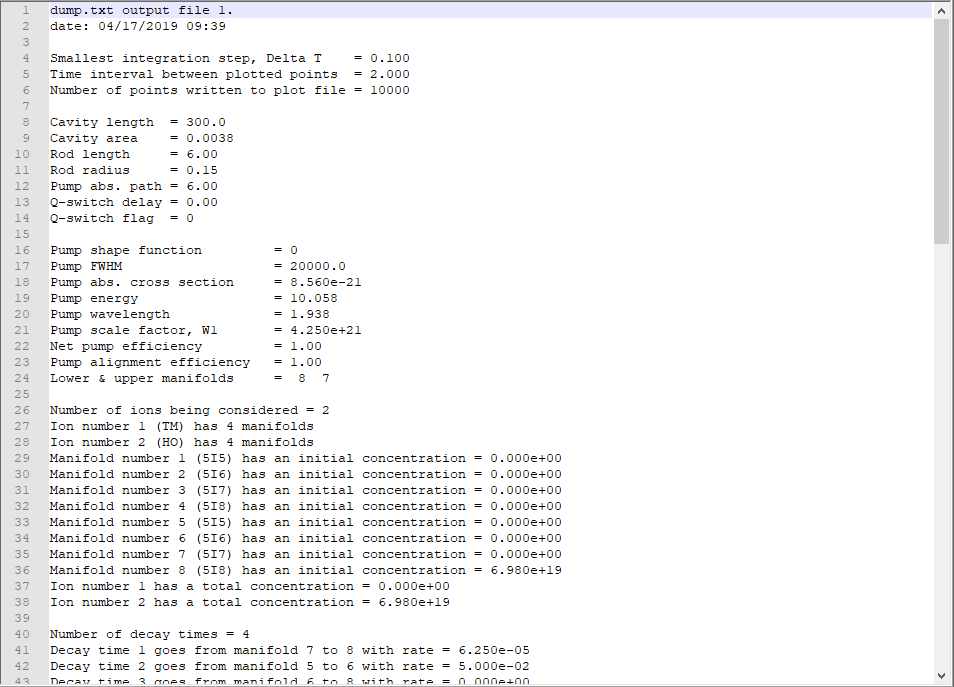 1 dump.txt output file 1.
2 date: 04/17/2019 09:39
3
4 Smallest integration step, Delta T = 0.100
5 Time interval between plotted points = 2.000
6 Number of points written to plot file = 10000
7
8 Cavity length = 300.0
9 Cavity area = 0.0038
10 Rod length = 6.00
11 Rod radius = 0.15
12 Pump abs. path = 6.00
13 Q-switch delay = 0.00
14 Q-switch flag = 0
15
16 Pump shape function = 0
17 Pump FWHM = 20000.0
18 Pump abs. cross section = 8.560e-21
19 Pump energy = 10.058
20 Pump wavelength = 1.938
21 Pump scale factor, W1 = 4.250e+21
22 Net pump efficiency = 1.00
23 Pump alignment efficiency = 1.00
24 Lower & upper manifolds = 8 7
25
26 Number of ions being considered = 2
27 Ion number 1 (TM) has 4 manifolds
28 Ion number 2 (HO) has 4 manifolds
29 Manifold number 1 (5I5) has an initial concentration = 0.000e+00
30 Manifold number 2 (5I6) has an initial concentration = 0.000e+00
31 Manifold number 3 (5I7) has an initial concentration = 0.000e+00
32 Manifold number 4 (5I8) has an initial concentration = 0.000e+00
33 Manifold number 5 (5I5) has an initial concentration = 0.000e+00
34 Manifold number 6 (5I6) has an initial concentration = 0.000e+00
35 Manifold number 7 (5I7) has an initial concentration = 0.000e+00
36 Manifold number 8 (5I8) has an initial concentration = 6.980e+19
37 Ion number 1 has a total concentration = 0.000e+00
38 Ion number 2 has a total concentration = 6.980e+19
39
40 Number of decay times = 4
41 Decay time 1 goes from manifold 7 to 8 with rate = 6.250e-05
42 Decay time 2 goes from manifold 5 to 6 with rate = 5.000e-02
43 Decay time 3 goes from manifold 6 to 8 with rate = 0.000e+00